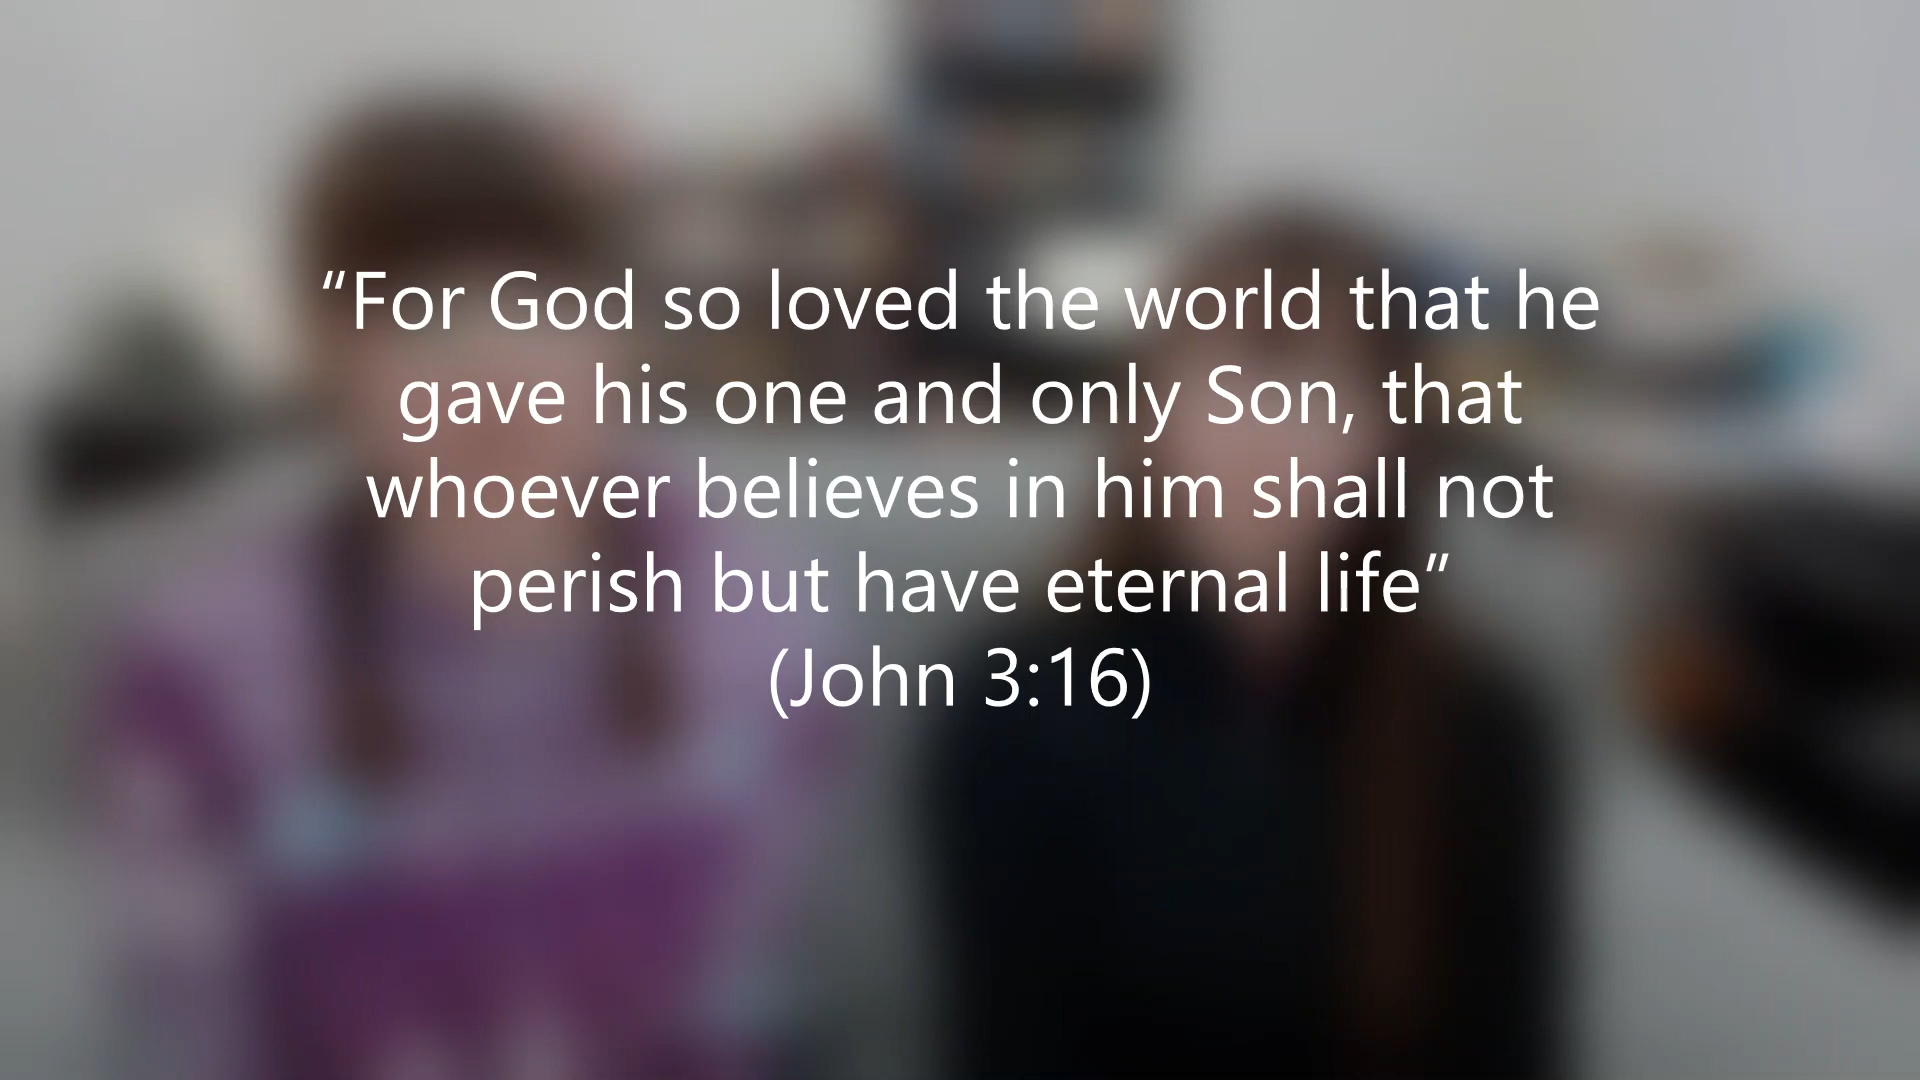 “For God so loved the world that he
gave his one and only Son, that
whoever believes in him shall not
perish but have eternal life”
(John 3:16)